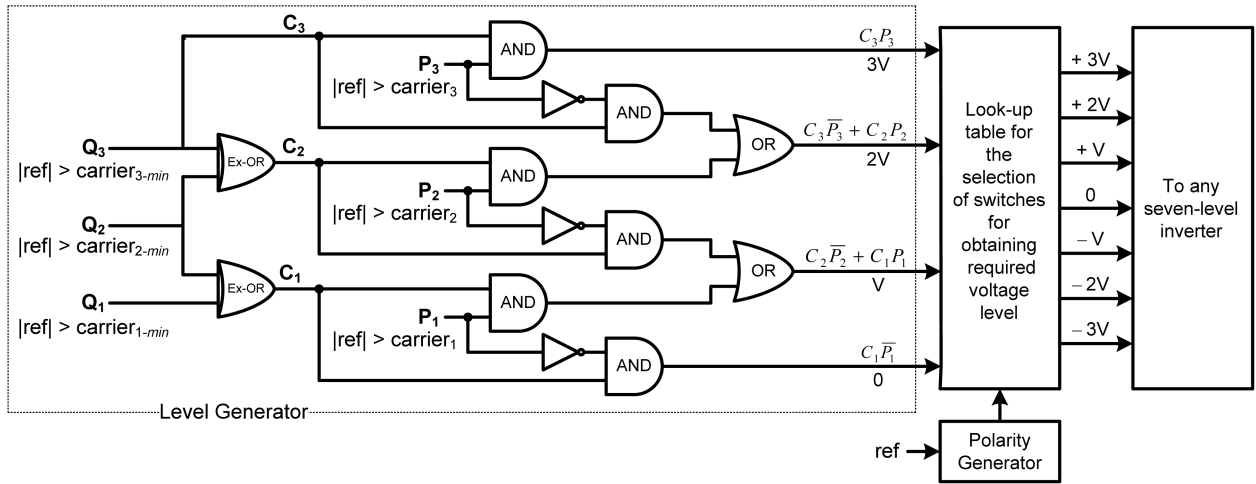 C₃
AND
C₃P₃
3V
P₃
|ref| > carrier₃
AND
Q₃
|ref| > carrier₃₋min
Ex-OR
C₂
AND
OR
C₃P̅₃ + C₂P₂
2V
P₂
|ref| > carrier₂
AND
Q₂
|ref| > carrier₂₋min
Ex-OR
C₁
AND
OR
C₂P̅₂ + C₁P₁
V
Q₁
|ref| > carrier₁₋min
P₁
|ref| > carrier₁
AND
C₁P̅₁
0
Level Generator
Look-up
table for
the
selection
of switches
for
obtaining
required
voltage
level
+ 3V
+ 2V
+ V
0
– V
– 2V
– 3V
To any
seven-level
inverter
ref
Polarity
Generator